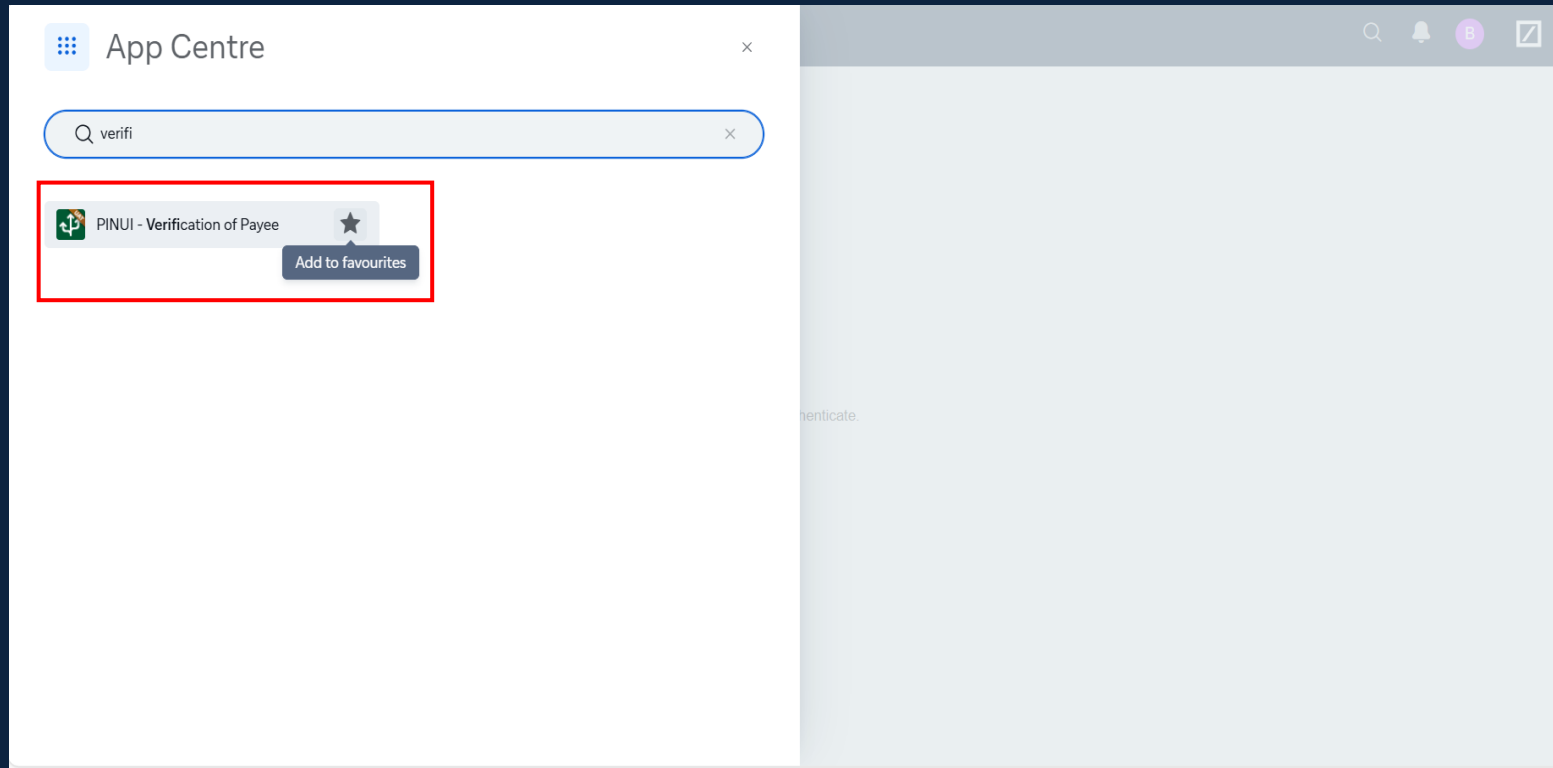 App Centre
B
verifi
PINUI - Verification of Payee
Add to favourites
henticate.